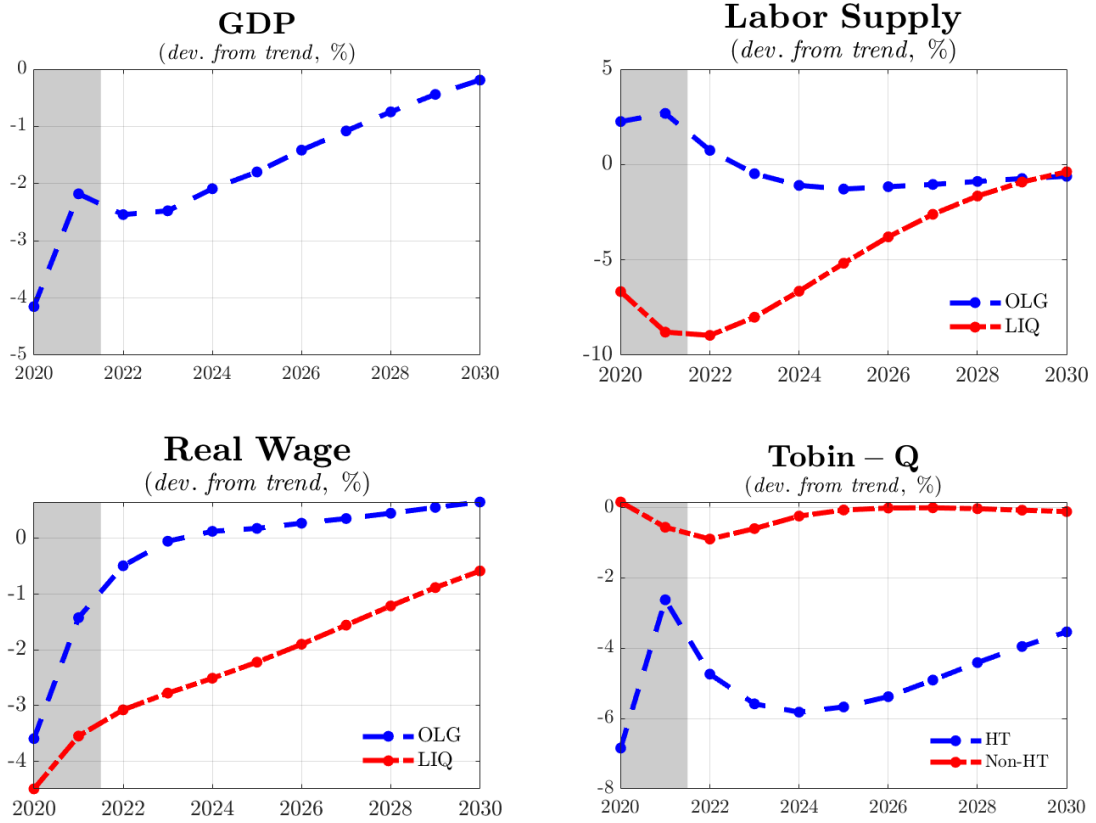 GDP
(dev. from trend, %)
0
-1
-2
-3
-4
-5
2020 2022 2024 2026 2028 2030
Labor Supply
(dev. from trend, %)
5
0
-5
-10
OLG
LIQ
2020 2022 2024 2026 2028 2030
Real Wage
(dev. from trend, %)
0
-1
-2
-3
-4
OLG
LIQ
2020 2022 2024 2026 2028 2030
Tobin – Q
(dev. from trend, %)
0
-2
-4
-6
-8
HT
Non-HT
2020 2022 2024 2026 2028 2030